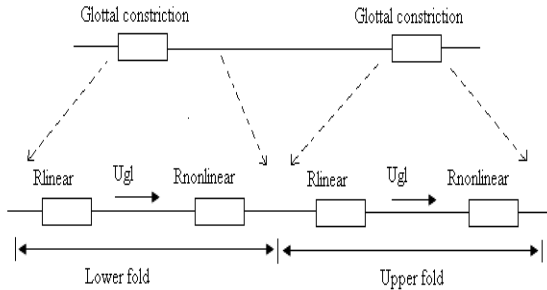 Glottal constriction Glottal constriction
Rlinear Ugl Rnonlinear Rlinear Ugl Rnonlinear
Lower fold Upper fold